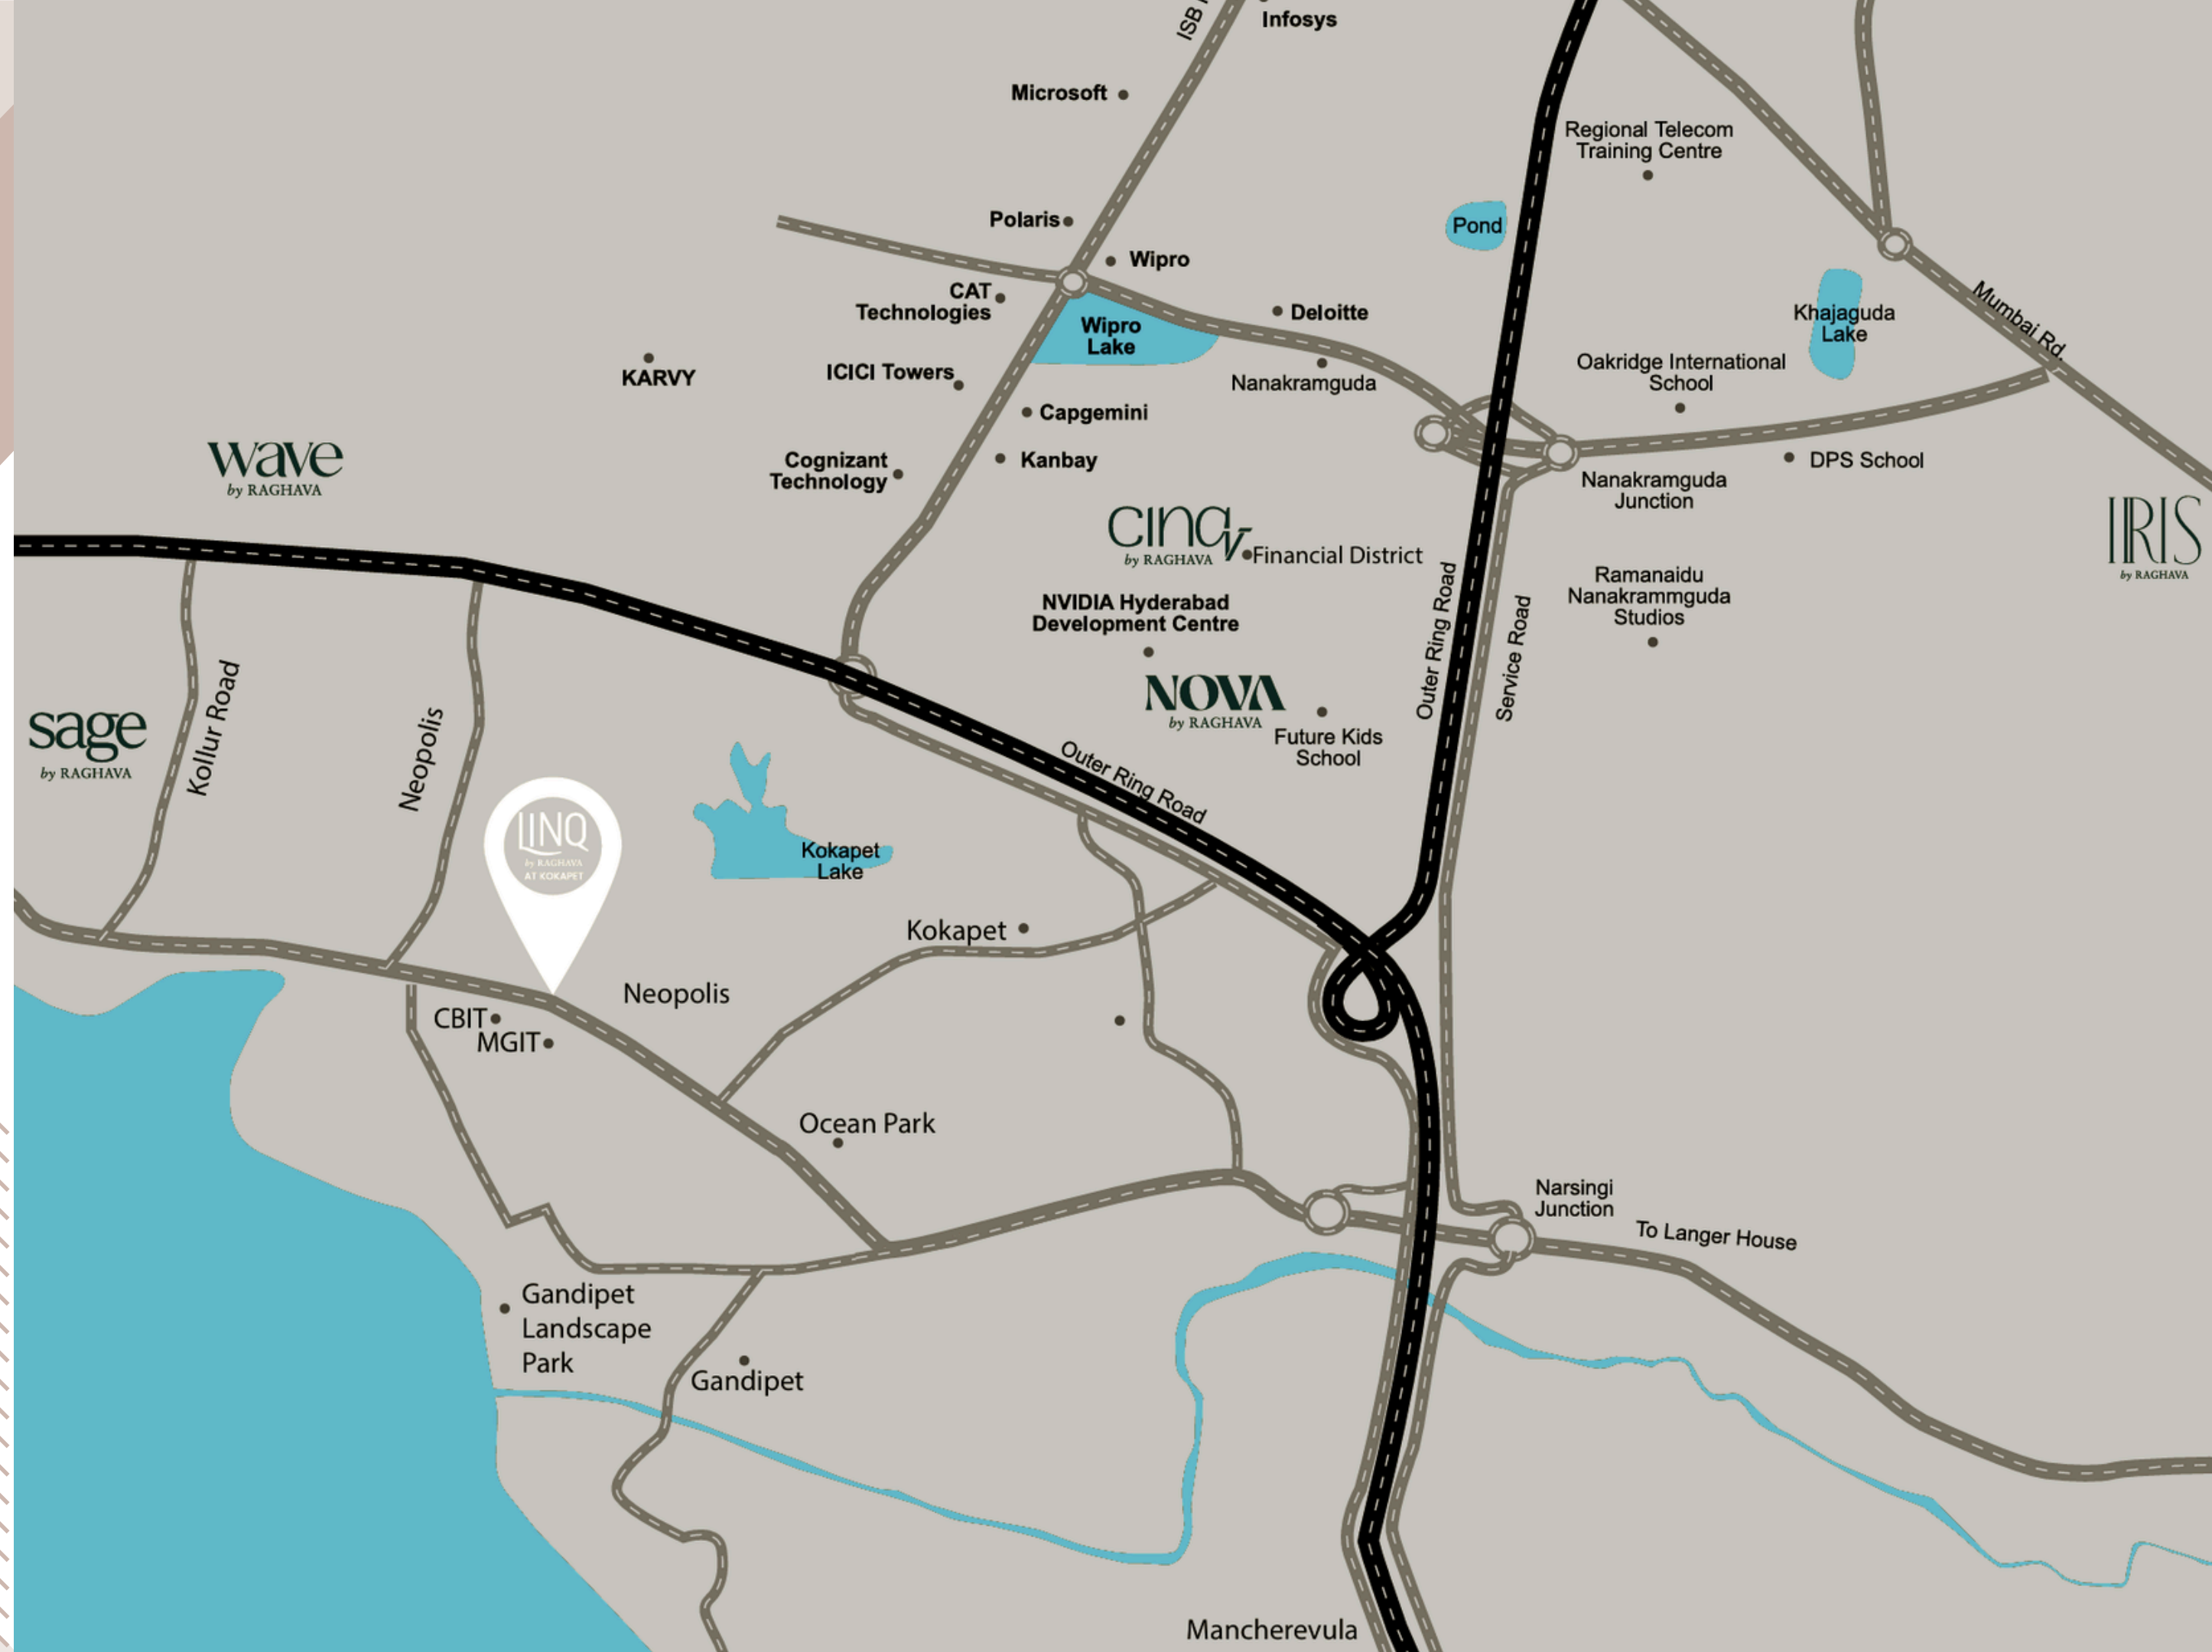 Infosys
ISB
Microsoft
Regional Telecom
Training Centre
Polaris
Pond
Wipro
CAT
Technologies
Deloitte
Wipro
Lake
Khajaguda
Lake
Mumbai Rd.
KARVY
ICICI Towers
Nanakramguda
Oakridge International
School
Capgemini
wave
by RAGHAVA
Cognizant
Technology
Kanbay
DPS School
Nanakramguda
Junction
cinq v
by RAGHAVA
Financial District
IRIS
by RAGHAVA
NVIDIA Hyderabad
Development Centre
Outer Ring Road
Service Road
Ramanaidu
Nanakrammguda
Studios
NOVA
by RAGHAVA
Future Kids
School
sage
by RAGHAVA
Kollur Road
Neopolis
Outer Ring Road
LINQ
by RAGHAVA
AT KOKAPET
Kokapet
Lake
Kokapet
Neopolis
CBIT
MGIT
Ocean Park
Narsingi
Junction
To Langer House
Gandipet
Landscape
Park
Gandipet
Mancherevula